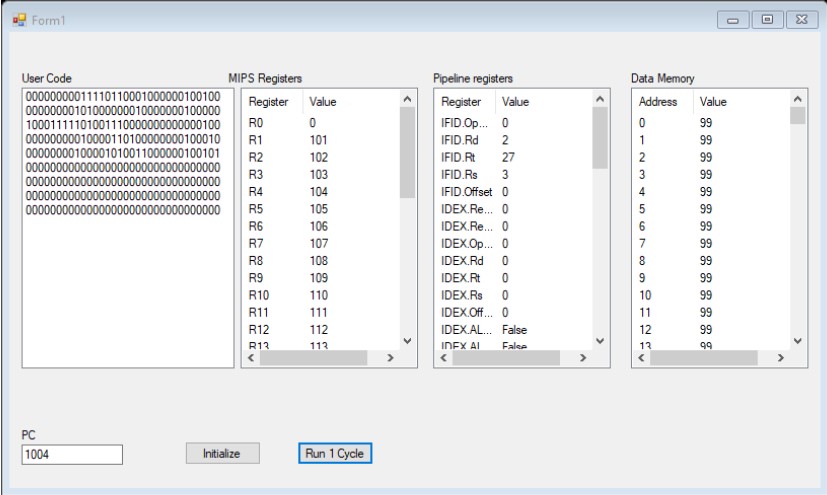 Form1
User Code
00000000011110110001000000100100
00000000101000000010000000100000
10001111101001110000000000000100
00000000010000110100000000100010
00000000100001010011000000100101
00000000000000000000000000000000
00000000000000000000000000000000
00000000000000000000000000000000
00000000000000000000000000000000
MIPS Registers
Register Value
R0 0
R1 101
R2 102
R3 103
R4 104
R5 105
R6 106
R7 107
R8 108
R9 109
R10 110
R11 111
R12 112
R13 113
Pipeline registers
Register Value
IFID.Op... 0
IFID.Rd 2
IFID.Rt 27
IFID.Rs 3
IFID.Offset 0
IDEX.Re... 0
IDEX.Re... 0
IDEX.Op... 0
IDEX.Rd 0
IDEX.Rt 0
IDEX.Rs 0
IDEX.Off... 0
IDEX.AL... False
IDEX.AL... False
Data Memory
Address Value
0 99
1 99
2 99
3 99
4 99
5 99
6 99
7 99
8 99
9 99
10 99
11 99
12 99
13 99
PC
1004
Initialize
Run 1 Cycle